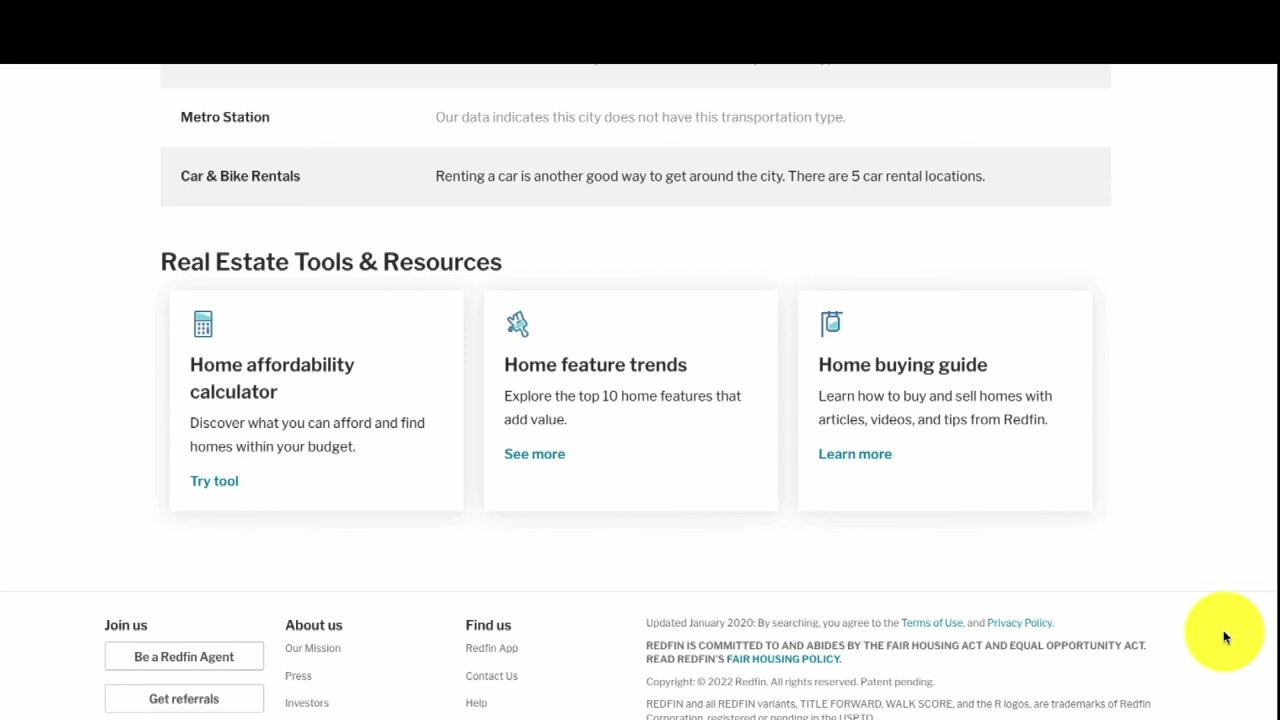 Metro Station
Our data indicates this city does not have this transportation type.
Car & Bike Rentals
Renting a car is another good way to get around the city. There are 5 car rental locations.
Real Estate Tools & Resources
Home affordability
calculator
Discover what you can afford and find
homes within your budget.
Try tool
Home feature trends
Explore the top 10 home features that
add value.
See more
Home buying guide
Learn how to buy and sell homes with
articles, videos, and tips from Redfin.
Learn more
Join us
Be a Redfin Agent
Get referrals
About us
Our Mission
Press
Investors
Find us
Redfin App
Contact Us
Help
Updated January 2020: By searching, you agree to the Terms of Use, and Privacy Policy.
REDFIN IS COMMITTED TO AND ABIDES BY THE FAIR HOUSING ACT AND EQUAL OPPORTUNITY ACT.
READ REDFIN'S FAIR HOUSING POLICY.
Copyright: © 2022 Redfin. All rights reserved. Patent pending.
REDFIN and all REDFIN variants, TITLE FORWARD, WALK SCORE, and the R logos, are trademarks of Redfin
Corporation, registered or pending in the USPTO.